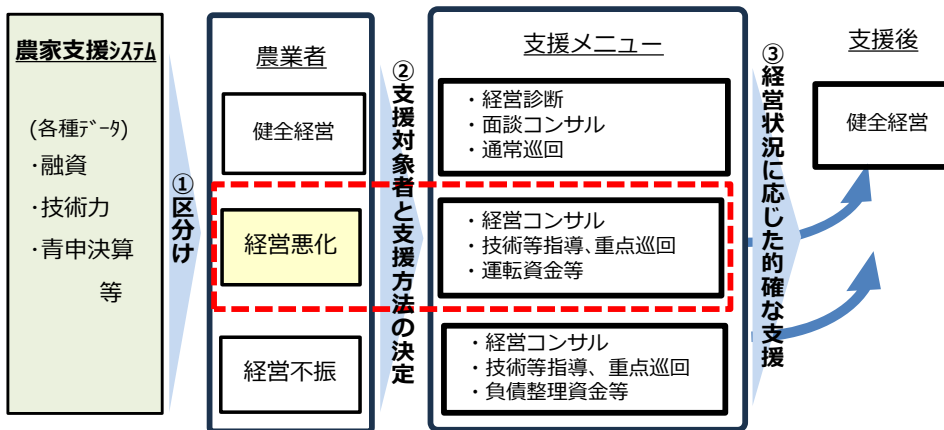 農家支援ｼｽﾃﾑ
(各種ﾃﾞｰﾀ)
・融資
・技術力
・青申決算
等
①区分け
農業者
健全経営
経営悪化
経営不振
②支援対象者と支援方法の決定
支援メニュー
・経営診断
・面談コンサル
・通常巡回
・経営コンサル
・技術等指導、重点巡回
・運転資金等
・経営コンサル
・技術等指導、重点巡回
・負債整理資金等
③経営状況に応じた的確な支援
支援後
健全経営